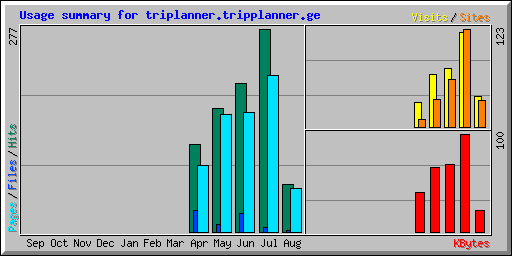 Usage summary for triplanner.tripplanner.ge
Visits/Sites
277
123
100
Pages/Files/Hits
Sep Oct Nov Dec Jan Feb Mar Apr May Jun Jul Aug
KBytes